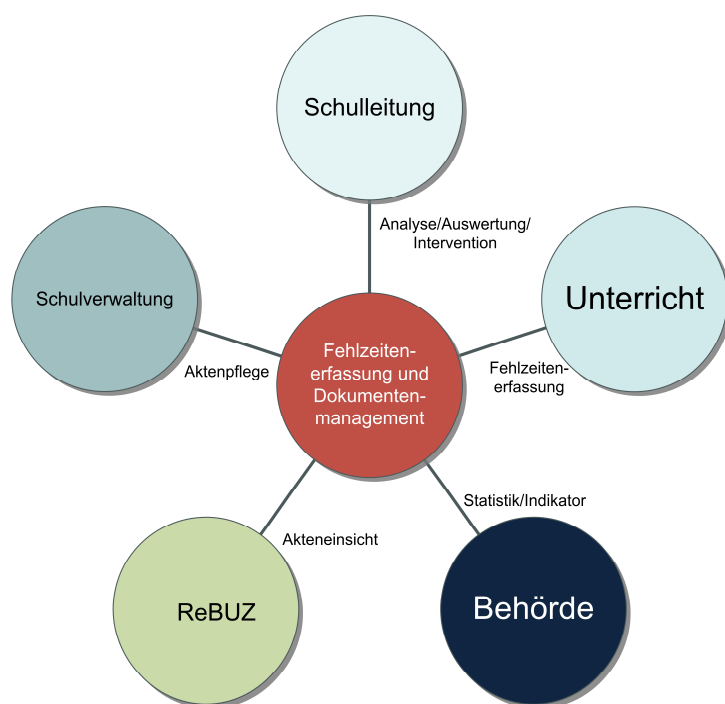 Schulleitung
Analyse/Auswertung/
Intervention
Schulverwaltung
Unterricht
Aktenpflege
Fehlzeiten-
erfassung und
Dokumenten-
management
Fehlzeiten-
erfassung
Statistik/Indikator
Akteneinsicht
ReBUZ
Behörde